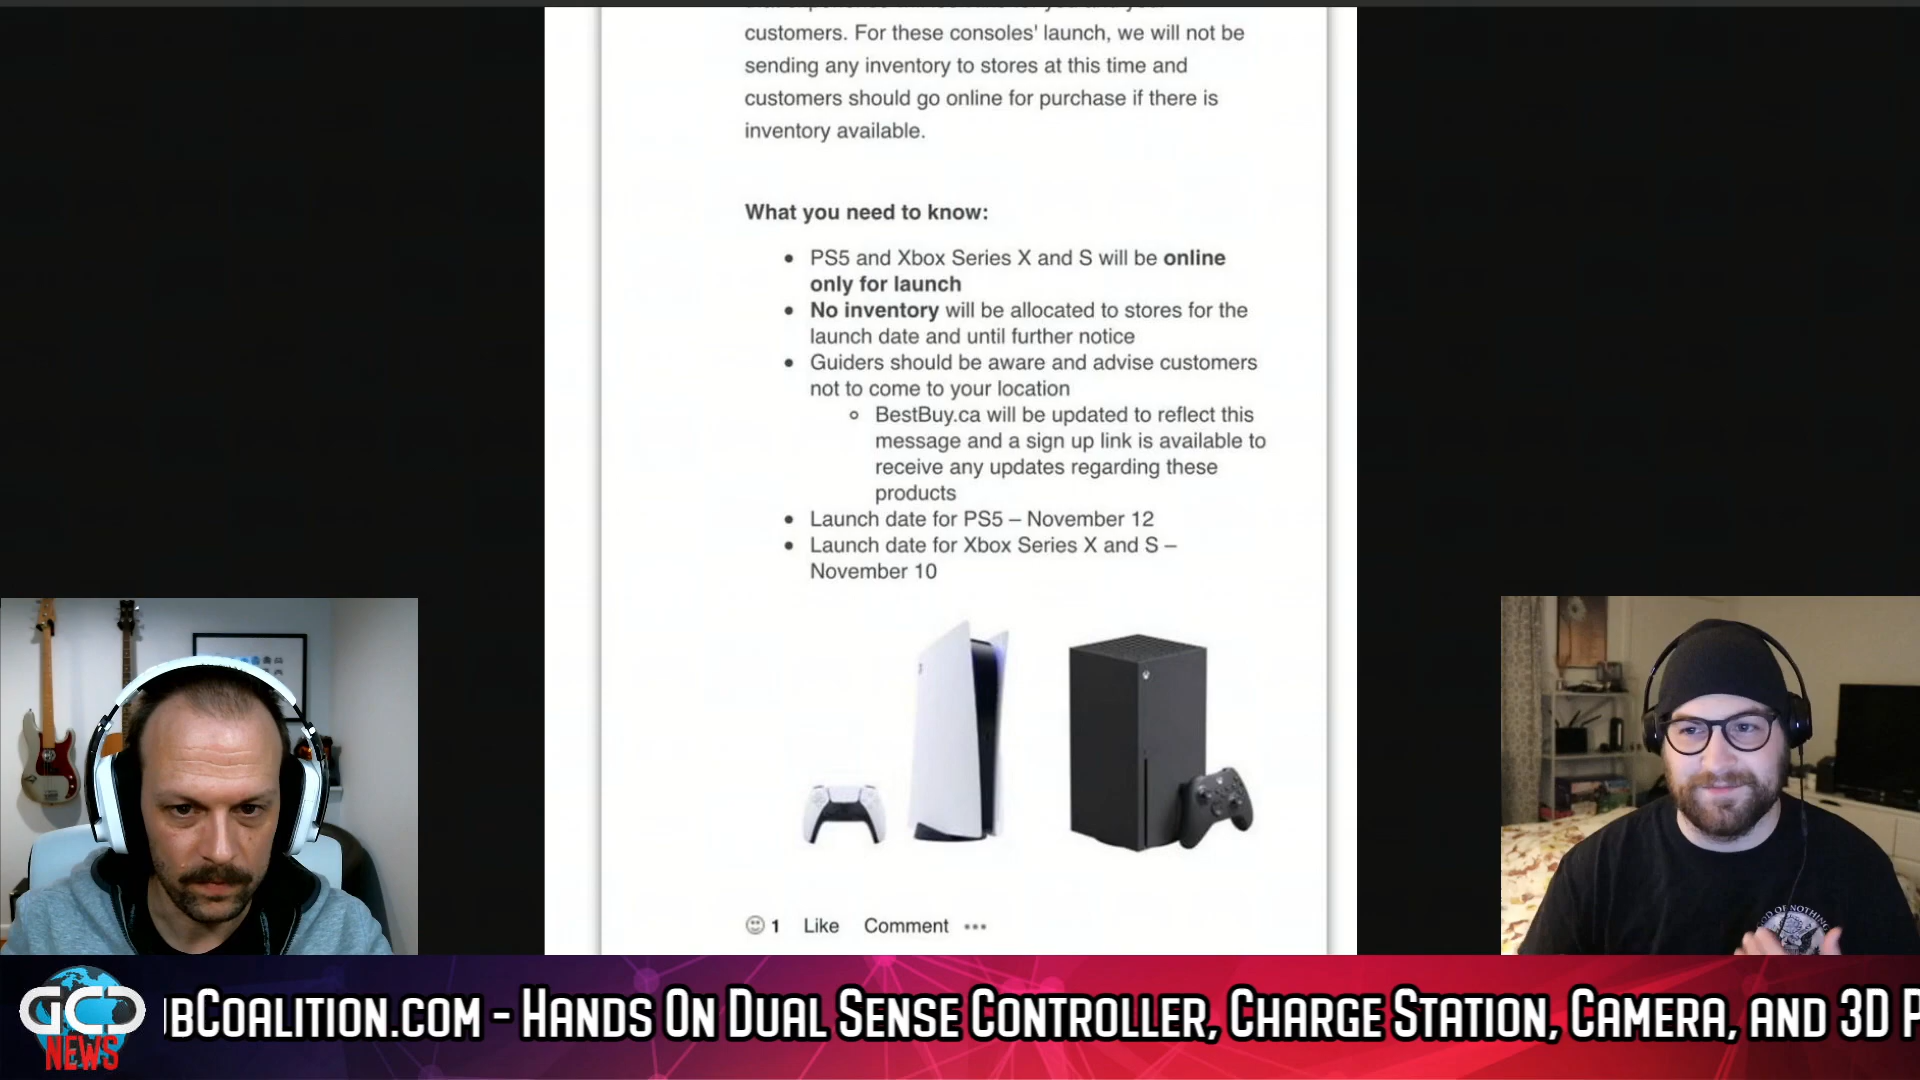 customers. For these consoles' launch, we will not be
sending any inventory to stores at this time and
customers should go online for purchase if there is
inventory available.
What you need to know:
• PS5 and Xbox Series X and S will be online
only for launch
• No inventory will be allocated to stores for the
launch date and until further notice
• Guiders should be aware and advise customers
not to come to your location
○ BestBuy.ca will be updated to reflect this
message and a sign up link is available to
receive any updates regarding these
products
• Launch date for PS5 – November 12
• Launch date for Xbox Series X and S –
November 10
1 Like Comment •••
OD OF NOTHING
GCD
NEWS
bCoalition.com - Hands On Dual Sense Controller, Charge Station, Camera, and 3D P